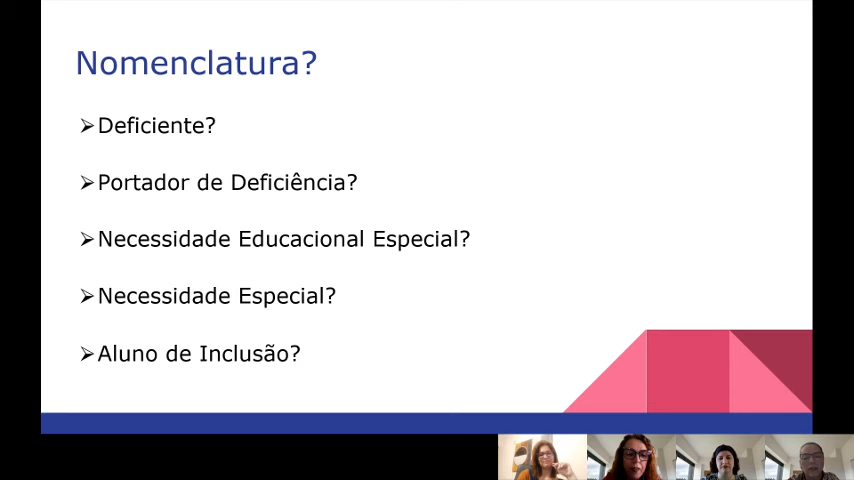 Nomenclatura?
➢Deficiente?
➢Portador de Deficiência?
➢Necessidade Educacional Especial?
➢Necessidade Especial?
➢Aluno de Inclusão?